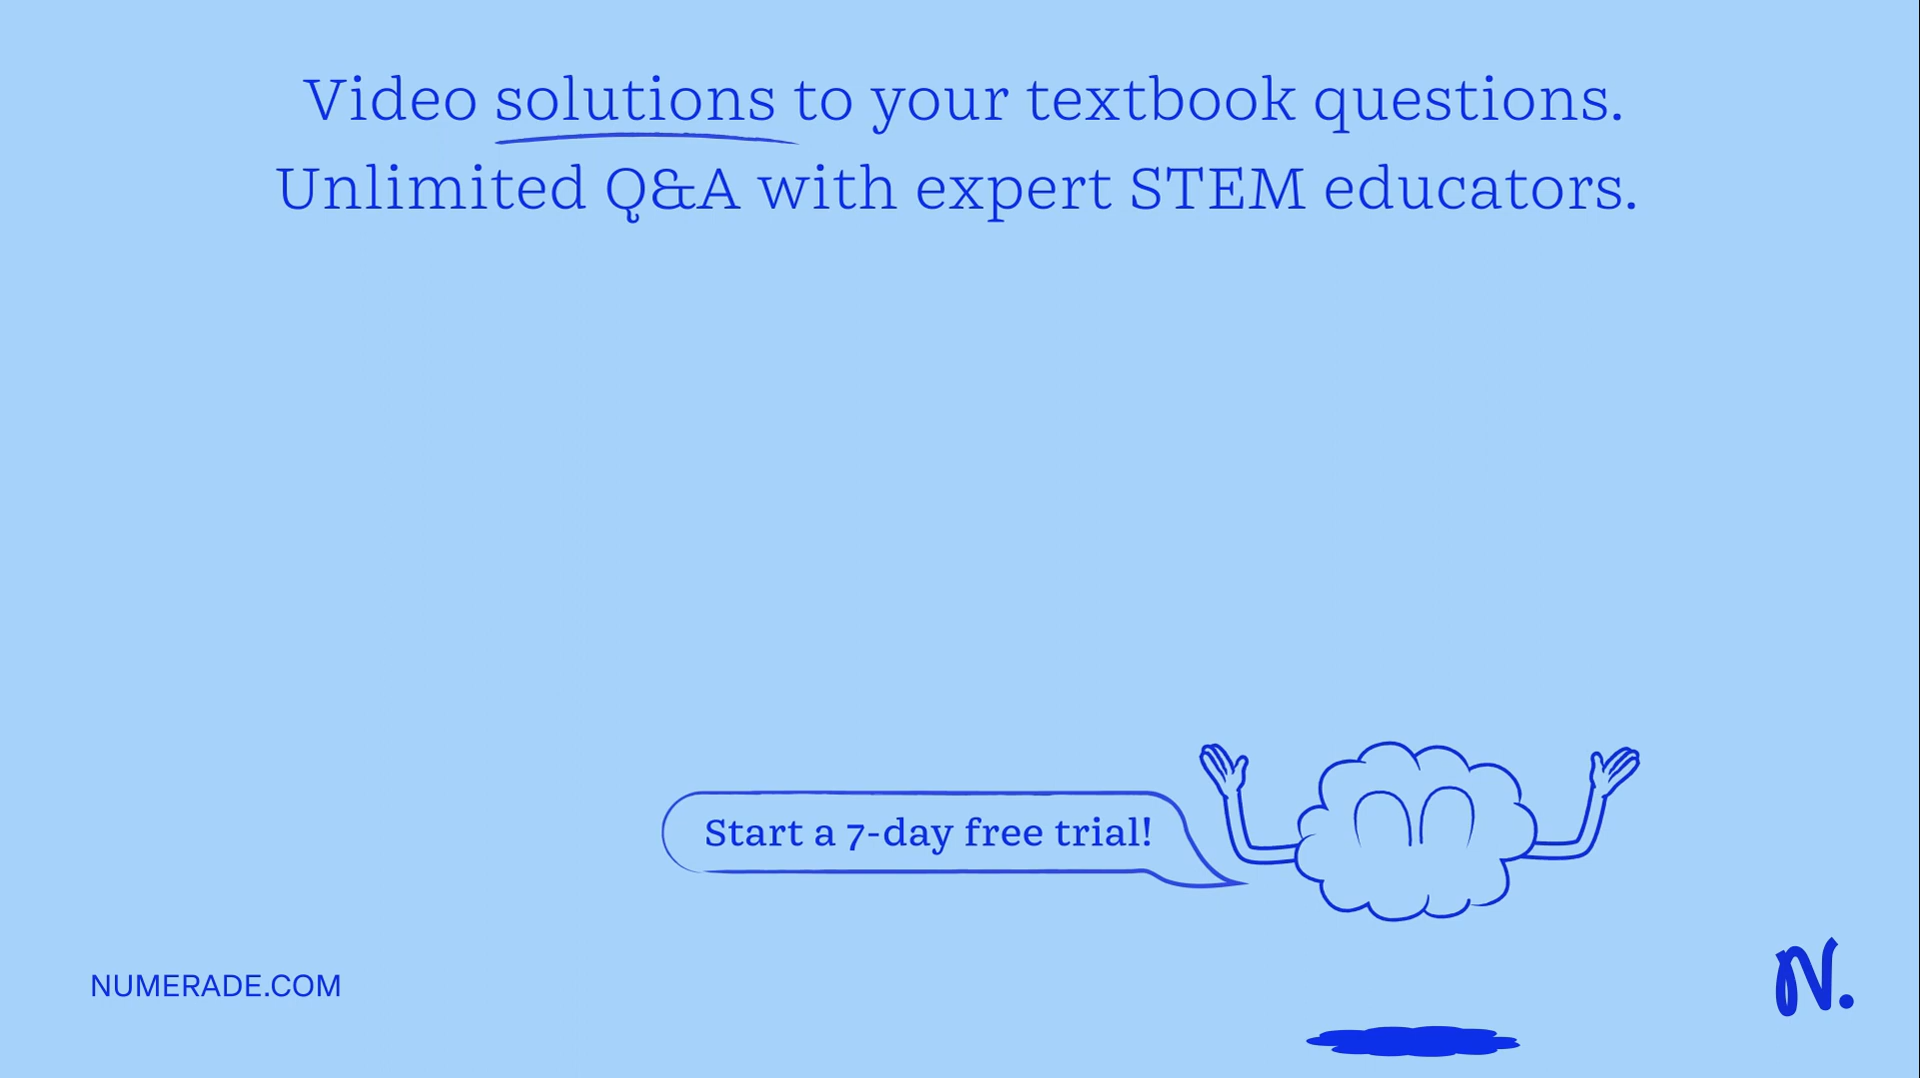 Video solutions to your textbook questions.
Unlimited Q&A with expert STEM educators.
Start a 7-day free trial!
NUMERADE.COM
N.